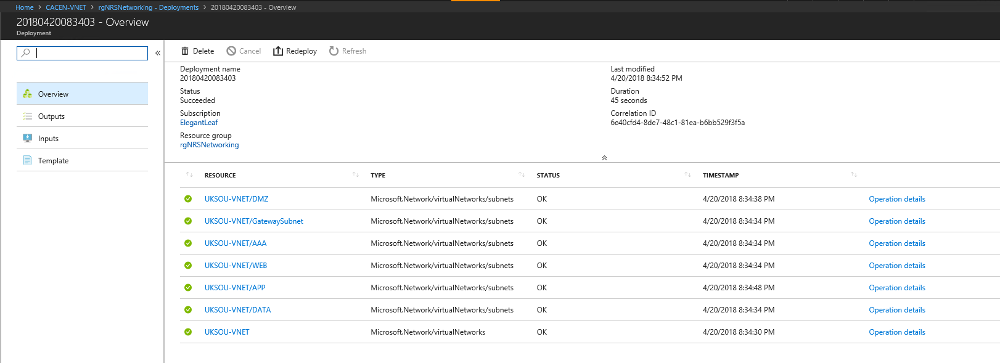 Home > CACEN-VNET > rgNRSNetworking - Deployments > 20180420083403 - Overview
20180420083403 - Overview
Deployment
«
Delete Cancel Redeploy Refresh
Overview
Outputs
Inputs
Template
Deployment name
20180420083403
Status
Succeeded
Subscription
ElegantLeaf
Resource group
rgNRSNetworking
Last modified
4/20/2018 8:34:52 PM
Duration
45 seconds
Correlation ID
6e40cfd4-8de7-48c1-81ea-b6bb529f3f5a
RESOURCE TYPE STATUS TIMESTAMP
UKSOU-VNET/DMZ Microsoft.Network/virtualNetworks/subnets OK 4/20/2018 8:34:38 PM Operation details
UKSOU-VNET/GatewaySubnet Microsoft.Network/virtualNetworks/subnets OK 4/20/2018 8:34:34 PM Operation details
UKSOU-VNET/AAA Microsoft.Network/virtualNetworks/subnets OK 4/20/2018 8:34:34 PM Operation details
UKSOU-VNET/WEB Microsoft.Network/virtualNetworks/subnets OK 4/20/2018 8:34:34 PM Operation details
UKSOU-VNET/APP Microsoft.Network/virtualNetworks/subnets OK 4/20/2018 8:34:48 PM Operation details
UKSOU-VNET/DATA Microsoft.Network/virtualNetworks/subnets OK 4/20/2018 8:34:34 PM Operation details
UKSOU-VNET Microsoft.Network/virtualNetworks OK 4/20/2018 8:34:30 PM Operation details